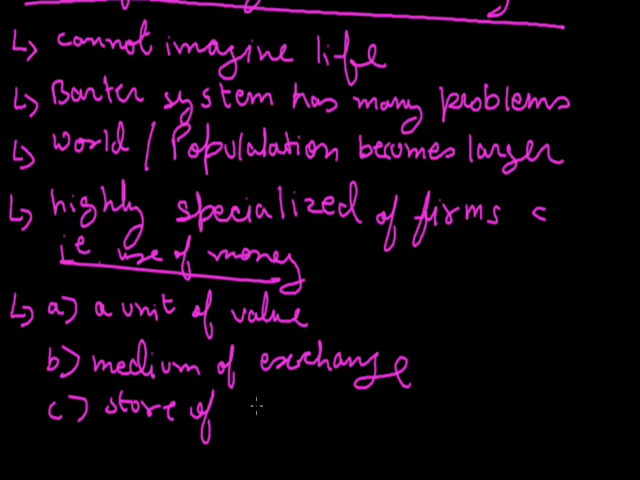 ↳ cannot imagine life
↳ Barter system has many problems
↳ World / Populalation becomes larger
↳ highly specialized of firms c
i.e. use of money
↳ a) a unit of value
b) medium of exchange
c) store of